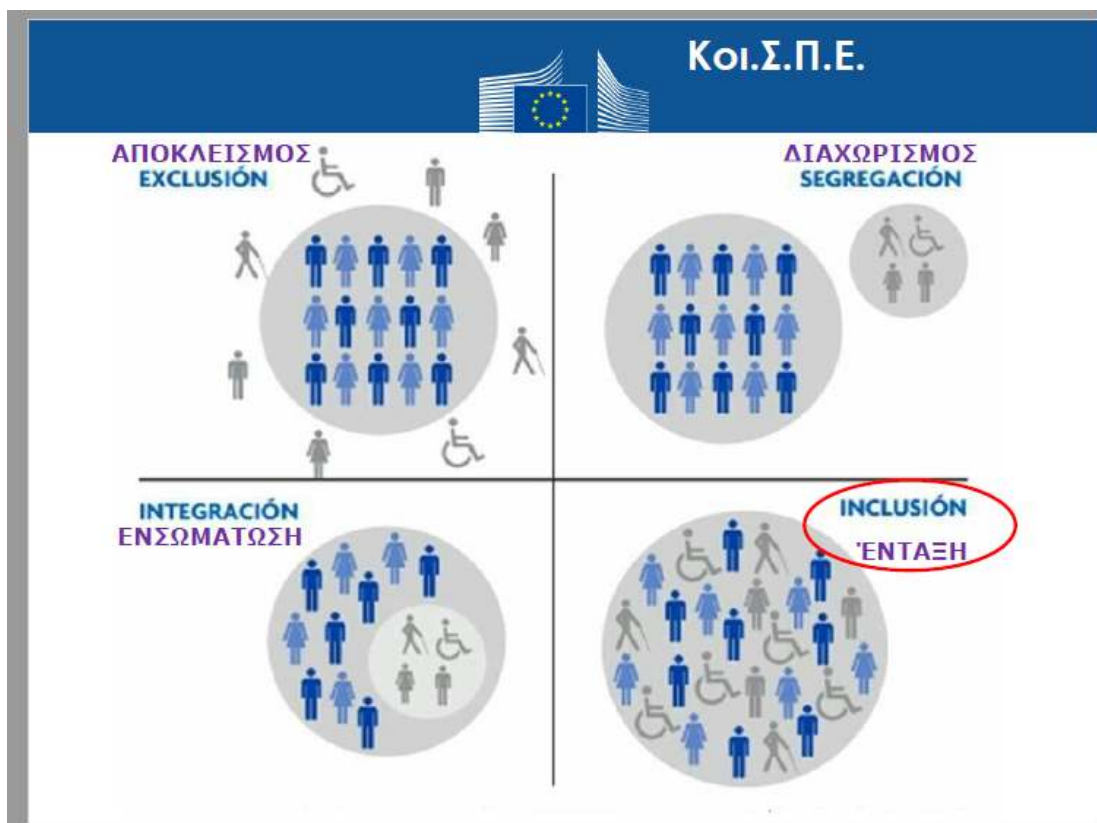 Κοι.Σ.Π.Ε.
ΑΠΟΚΛΕΙΣΜΟΣ
EXCLUSIÓN
ΔΙΑΧΩΡΙΣΜΟΣ
SEGREGACIÓN
INTEGRACIÓN
ΕΝΣΩΜΑΤΩΣΗ
INCLUSIÓN
ΈΝΤΑΞΗ